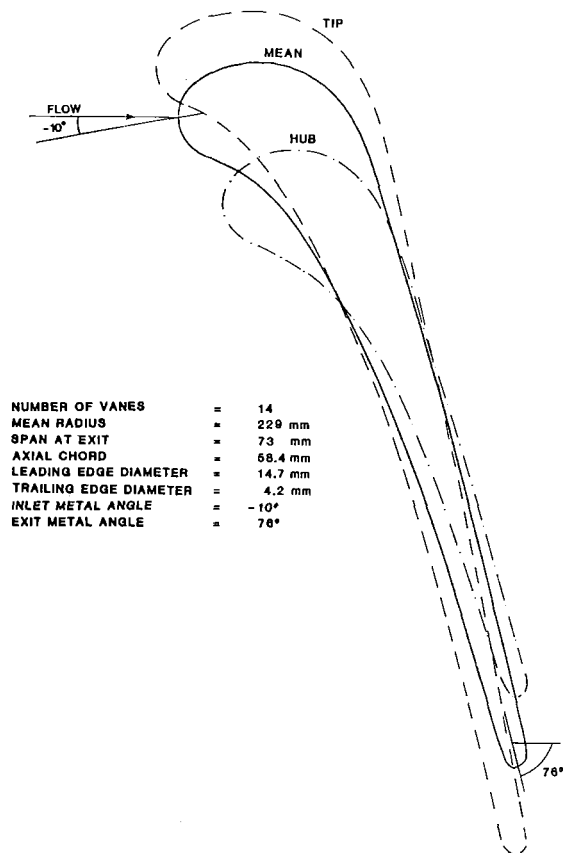 TIP
MEAN
FLOW
-10°
HUB
NUMBER OF VANES = 14
MEAN RADIUS = 229 mm
SPAN AT EXIT = 73 mm
AXIAL CHORD = 58.4 mm
LEADING EDGE DIAMETER = 14.7 mm
TRAILING EDGE DIAMETER = 4.2 mm
INLET METAL ANGLE = -10°
EXIT METAL ANGLE = 76°
76°